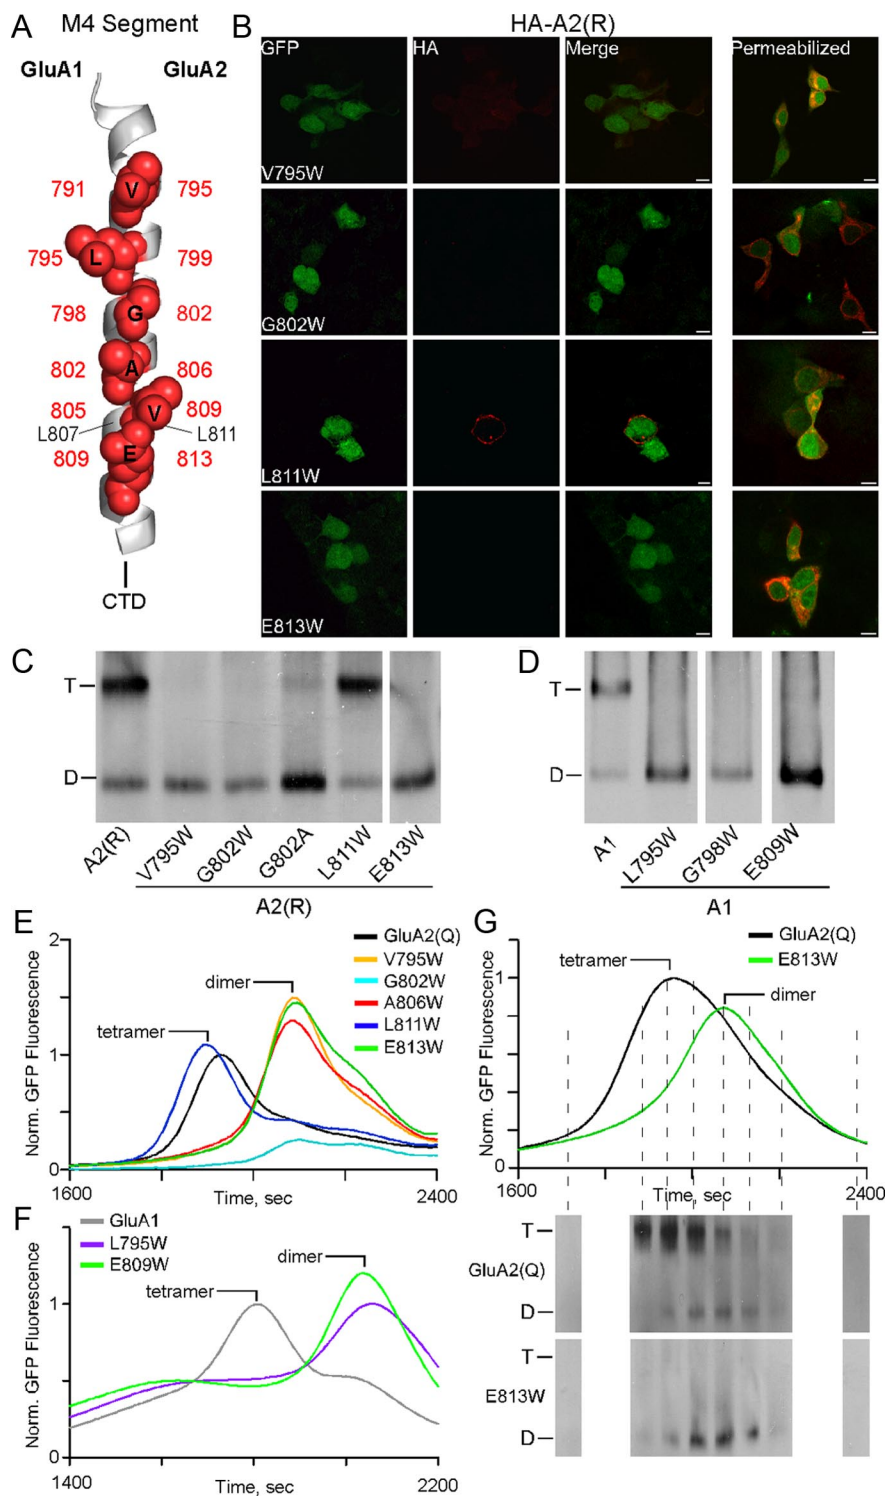 A
M4 Segment
GluA1
GluA2
791
V
795
795
L
799
798
G
802
802
A
806
805
V
809
L807
L811
809
E
813
CTD
B
HA-A2(R)
GFP
HA
Merge
Permeabilized
V795W
G802W
L811W
E813W
C
T
D
A2(R)
V795W
G802W
G802A
L811W
E813W
A2(R)
D
T
D
A1
L795W
G798W
E809W
A1
E
Norm. GFP Fluorescence
2
1
0
1600
Time, sec
2400
tetramer
dimer
GluA2(Q)
V795W
G802W
A806W
L811W
E813W
F
Norm. GFP Fluorescence
1
0
1400
Time, sec
2200
GluA1
L795W
E809W
tetramer
dimer
G
Norm. GFP Fluorescence
1
0
1600
Time, sec
2400
tetramer
dimer
GluA2(Q)
E813W
T
GluA2(Q)
D
T
E813W
D